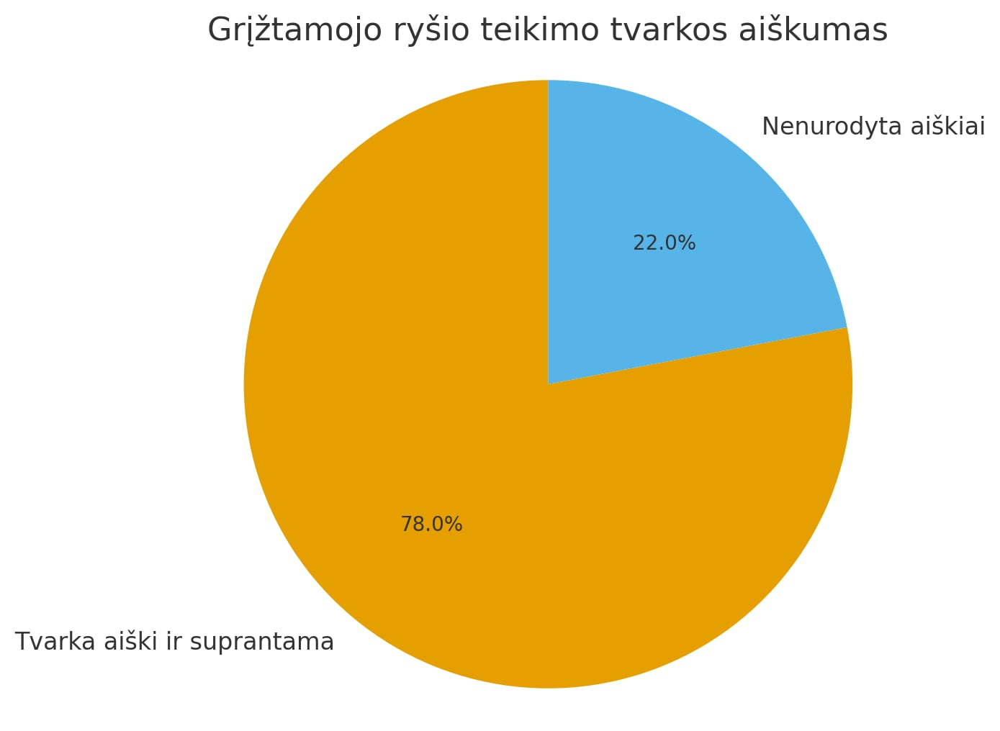 Grįžtamojo ryšio teikimo tvarkos aiškumas
Nenurodyta aiškiai
22.0%
78.0%
Tvarka aiški ir suprantama